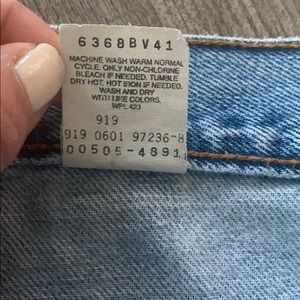 6368BV41
MACHINE WASH WARM NORMAL
CYCLE. ONLY NON-CHLORINE
BLEACH IF NEEDED. TUMBLE
DRY HOT. HOT IRON IF NEEDED.
WASH AND DRY
WITH LIKE COLORS.
WPL 423
919
919 0601 97236-8
00505-4891